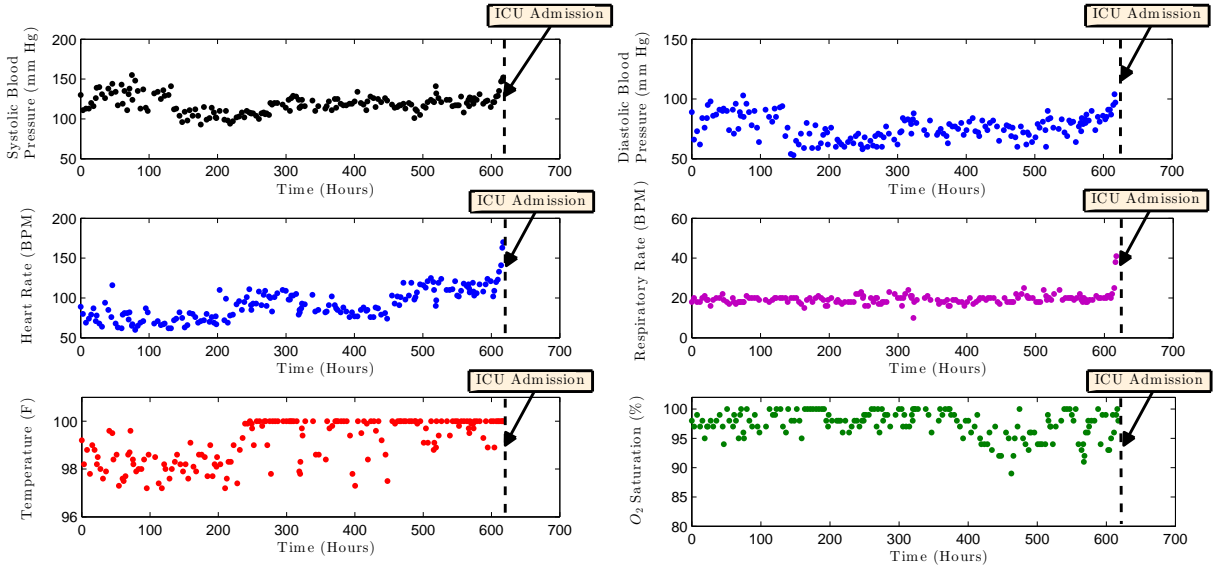 ICU Admission
200
150
100
50
Systolic Blood
Pressure (mm Hg)
0 100 200 300 400 500 600 700
Time (Hours)
ICU Admission
150
100
50
Diastolic Blood
Pressure (mm Hg)
0 100 200 300 400 500 600 700
Time (Hours)
ICU Admission
200
150
100
50
Heart Rate (BPM)
0 100 200 300 400 500 600 700
Time (Hours)
ICU Admission
60
40
20
0
Respiratory Rate (BPM)
0 100 200 300 400 500 600 700
Time (Hours)
ICU Admission
100
98
96
Temperature (F)
0 100 200 300 400 500 600 700
Time (Hours)
ICU Admission
100
95
90
85
80
O₂ Saturation (%)
0 100 200 300 400 500 600 700
Time (Hours)